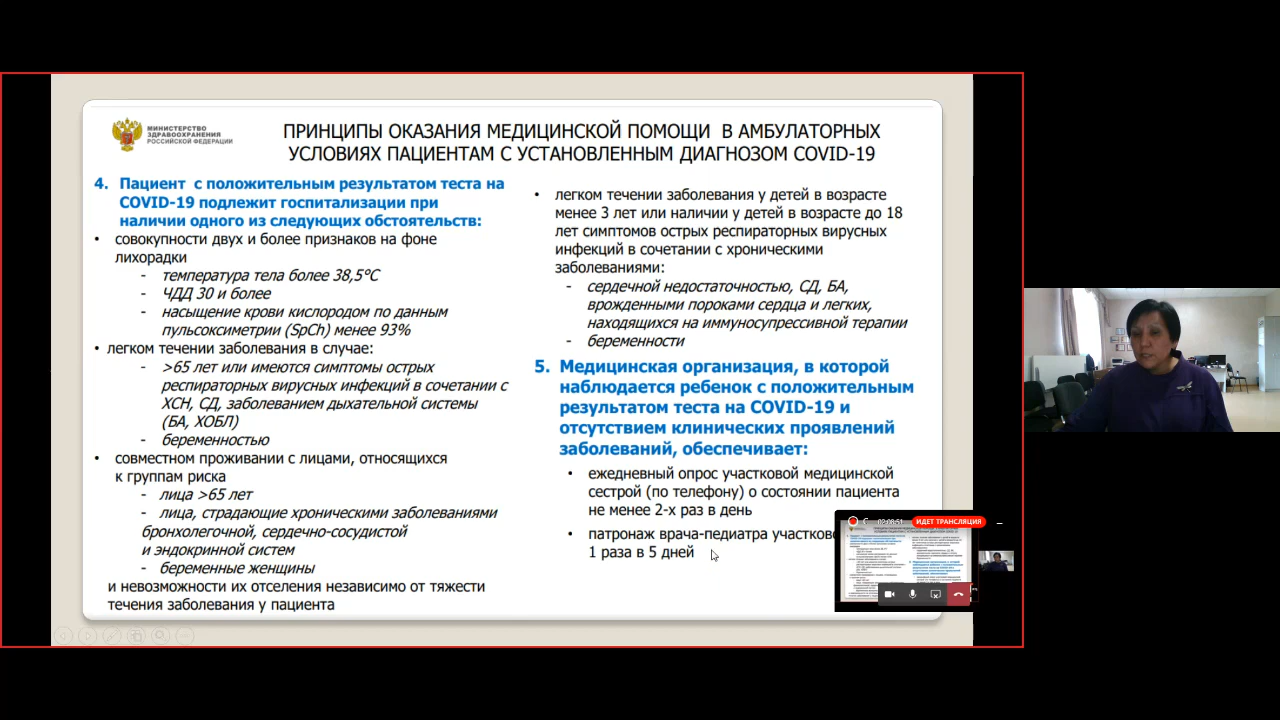 МИНИСТЕРСТВО
ЗДРАВООХРАНЕНИЯ
РОССИЙСКОЙ ФЕДЕРАЦИИ
ПРИНЦИПЫ ОКАЗАНИЯ МЕДИЦИНСКОЙ ПОМОЩИ В АМБУЛАТОРНЫХ
УСЛОВИЯХ ПАЦИЕНТАМ С УСТАНОВЛЕННЫМ ДИАГНОЗОМ COVID-19
4. Пациент с положительным результатом теста на
COVID-19 подлежит госпитализации при
наличии одного из следующих обстоятельств:
• совокупности двух и более признаков на фоне
лихорадки
- температура тела более 38,5°С
- ЧДД 30 и более
- насыщение крови кислородом по данным
пульсоксиметрии (SpCh) менее 93%
• легком течении заболевания в случае:
- >65 лет или имеются симптомы острых
респираторных вирусных инфекций в сочетании с
ХСН, СД, заболеванием дыхательной системы
(БА, ХОБЛ)
- беременностью
• совместном проживании с лицами, относящихся
к группам риска
- лица >65 лет
- лица, страдающие хроническими заболеваниями
бронхолегочной, сердечно-сосудистой
и эндокринной систем
- беременные женщины
и невозможности их отселения независимо от тяжести
течения заболевания у пациента
• легком течении заболевания у детей в возрасте
менее 3 лет или наличии у детей в возрасте до 18
лет симптомов острых респираторных вирусных
инфекций в сочетании с хроническими
заболеваниями:
- сердечной недостаточностью, СД, БА,
врожденными пороками сердца и легких,
находящихся на иммуносупрессивной терапии
- беременности
5. Медицинская организация, в которой
наблюдается ребенок с положительным
результатом теста на COVID-19 и
отсутствием клинических проявлений
заболеваний, обеспечивает:
• ежедневный опрос участковой медицинской
сестрой (по телефону) о состоянии пациента
не менее 2-х раз в день
• патронаж врача-педиатра участково
1 раза в 5 дней
02:08:51 ИДЕТ ТРАНСЛЯЦИЯ